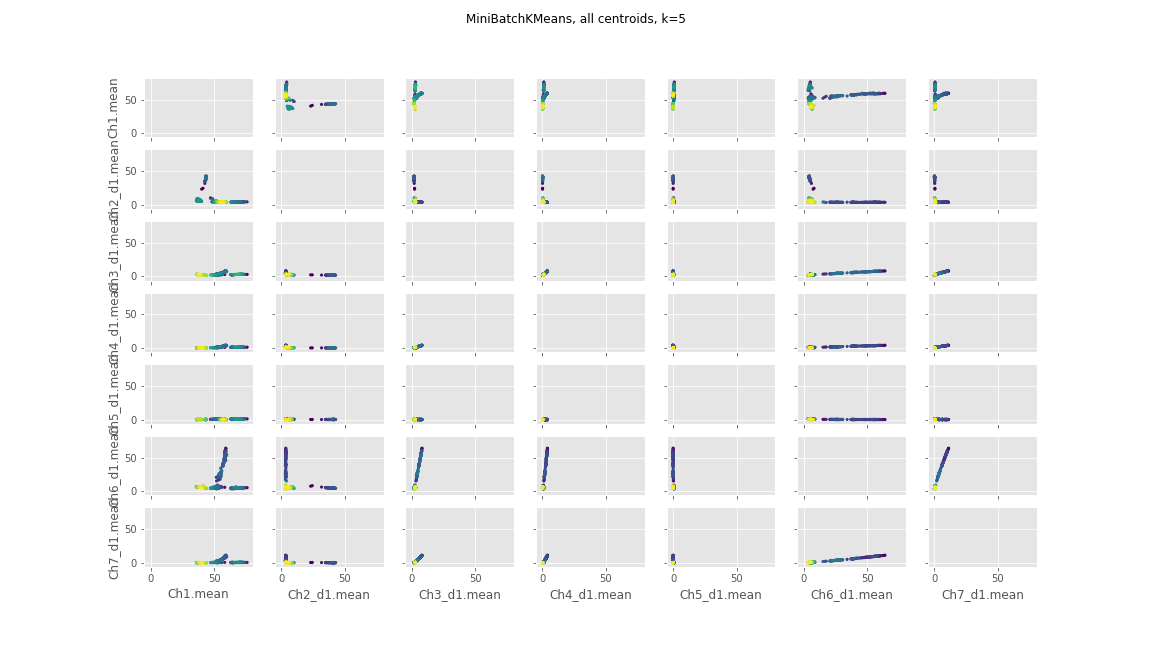 MiniBatchKMeans, all centroids, k=5
Ch1.mean
50
0
Ch2_d1.mean
50
0
Ch3_d1.mean
50
0
Ch4_d1.mean
50
0
Ch5_d1.mean
50
0
Ch6_d1.mean
50
0
Ch7_d1.mean
50
0
0 50 0 50 0 50 0 50 0 50 0 50 0 50
Ch1.mean Ch2_d1.mean Ch3_d1.mean Ch4_d1.mean Ch5_d1.mean Ch6_d1.mean Ch7_d1.mean